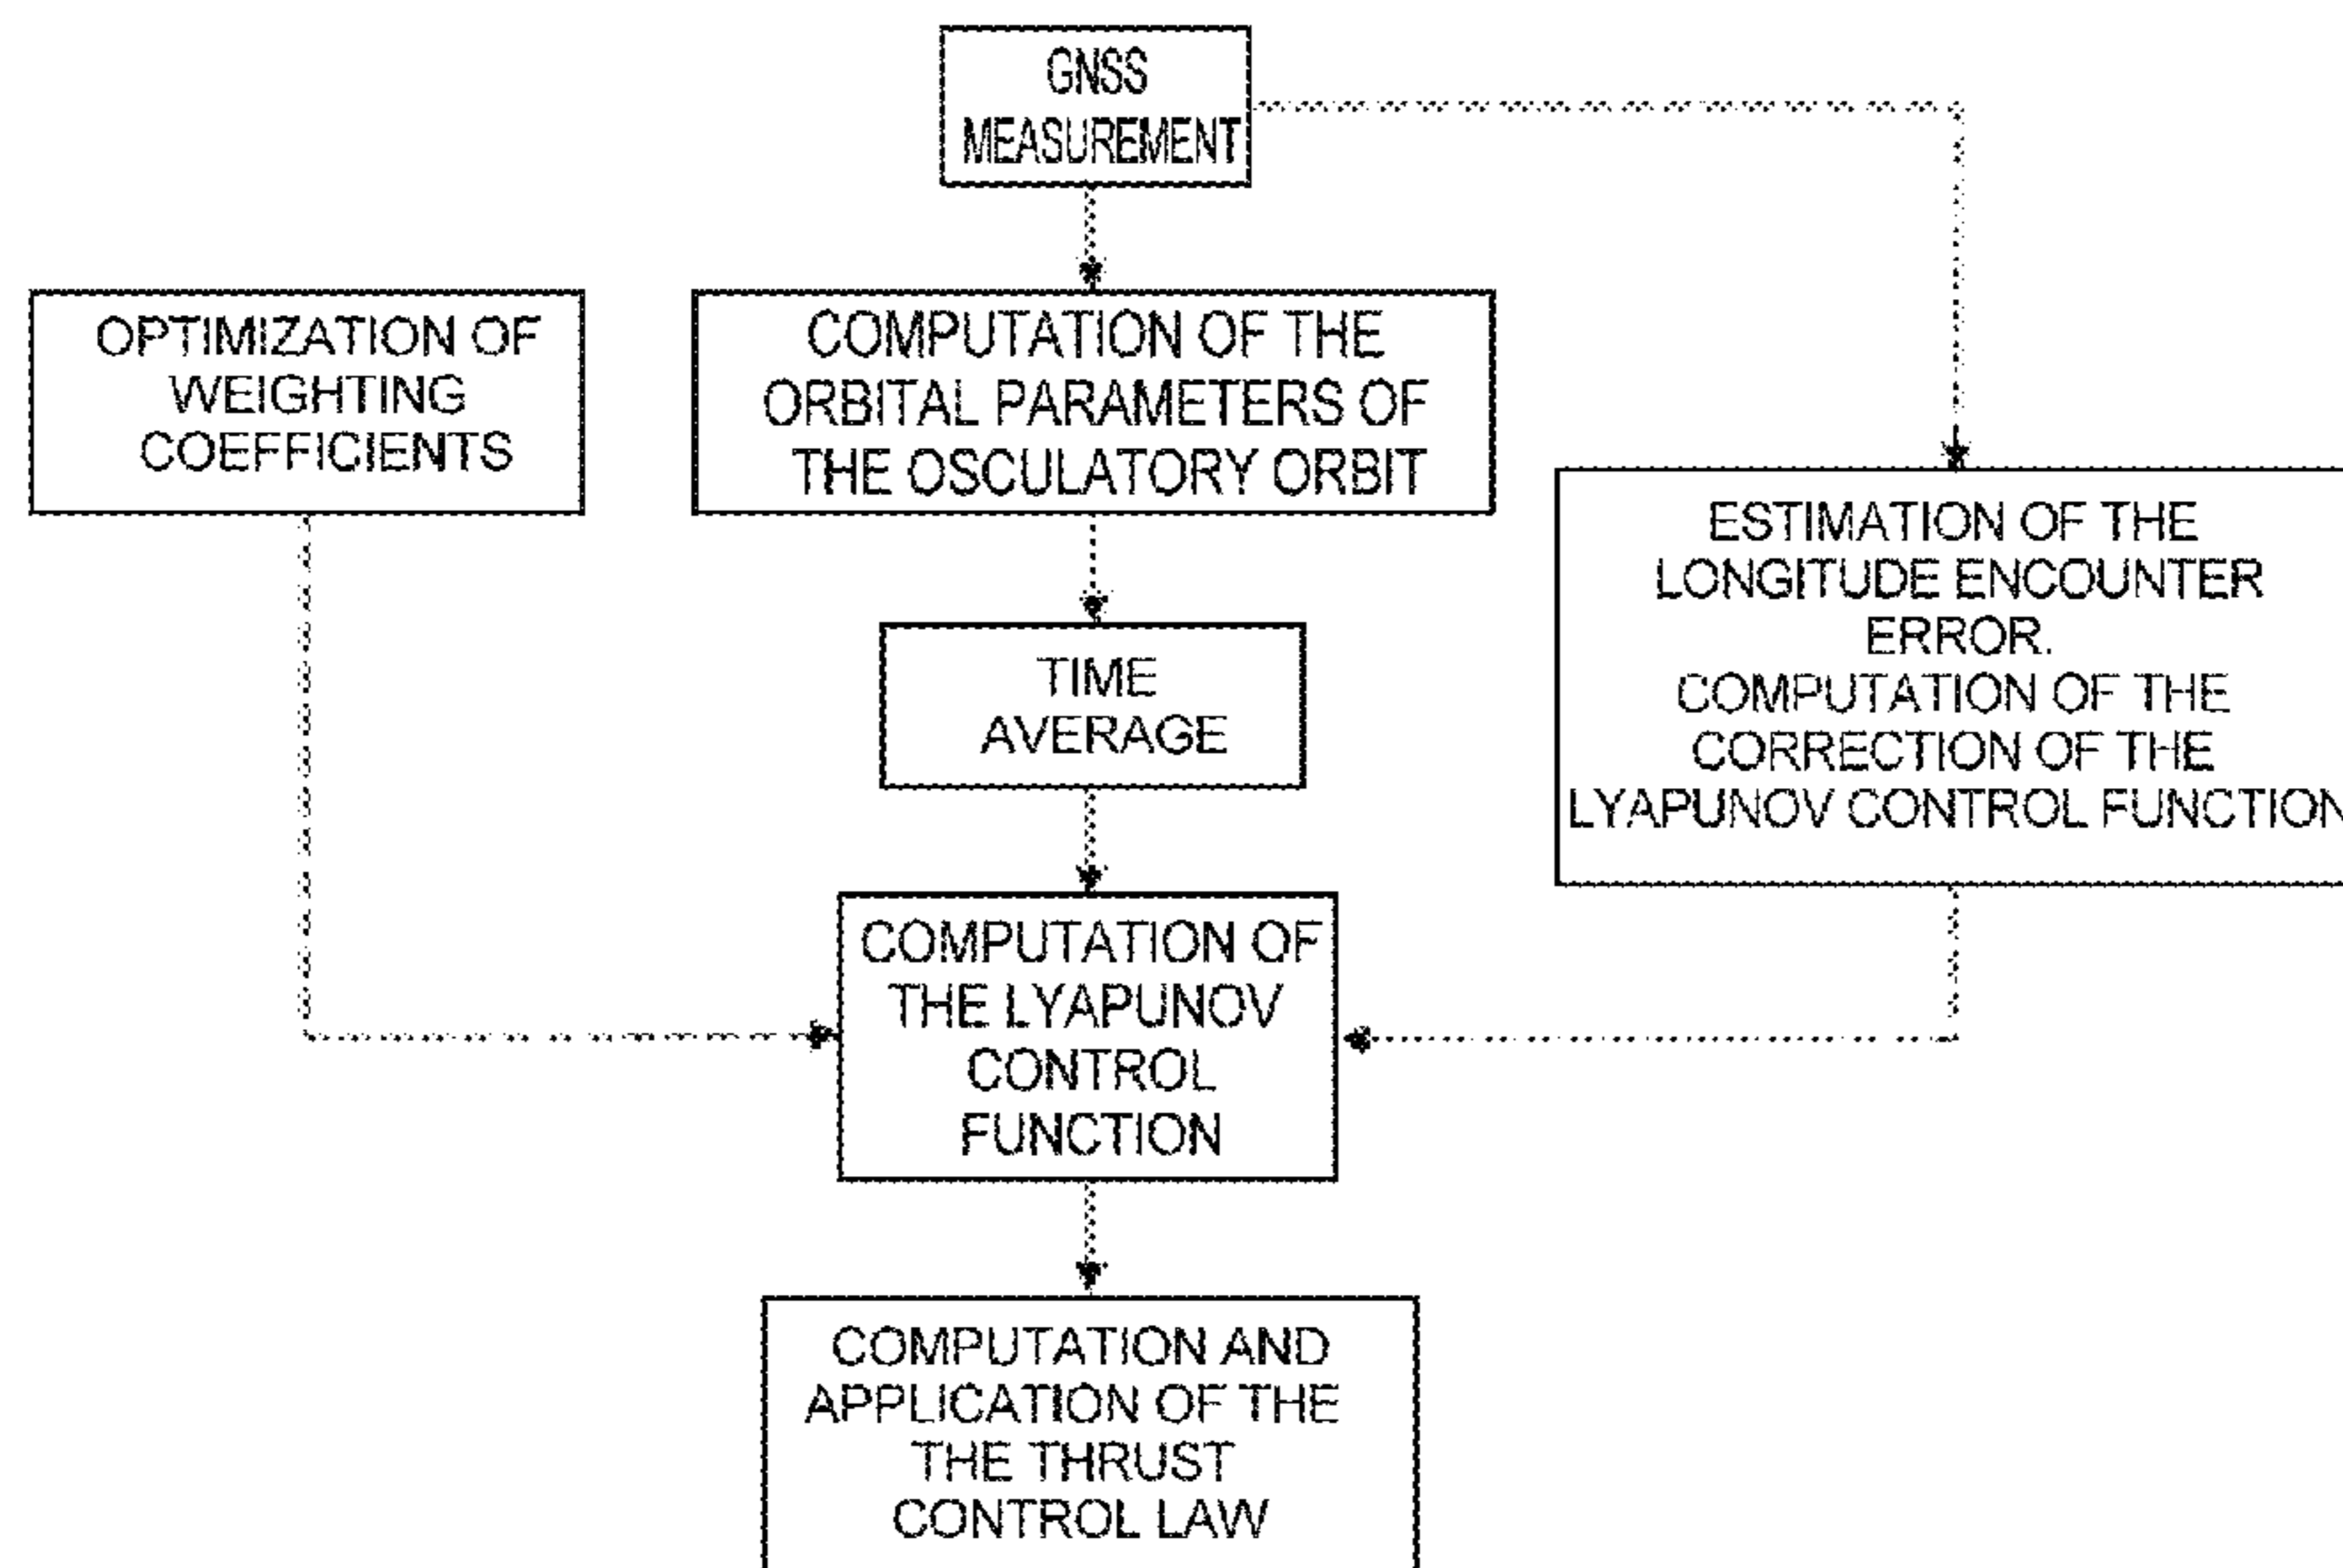 GNSS
MEASUREMENT
OPTIMIZATION OF
WEIGHTING
COEFFICIENTS
COMPUTATION OF THE
ORBITAL PARAMETERS OF
THE OSCULATORY ORBIT
ESTIMATION OF THE
LONGITUDE ENCOUNTER
ERROR.
COMPUTATION OF THE
CORRECTION OF THE
LYAPUNOV CONTROL FUNCTION
TIME
AVERAGE
COMPUTATION OF
THE LYAPUNOV
CONTROL
FUNCTION
COMPUTATION AND
APPLICATION OF THE
THE THRUST
CONTROL LAW